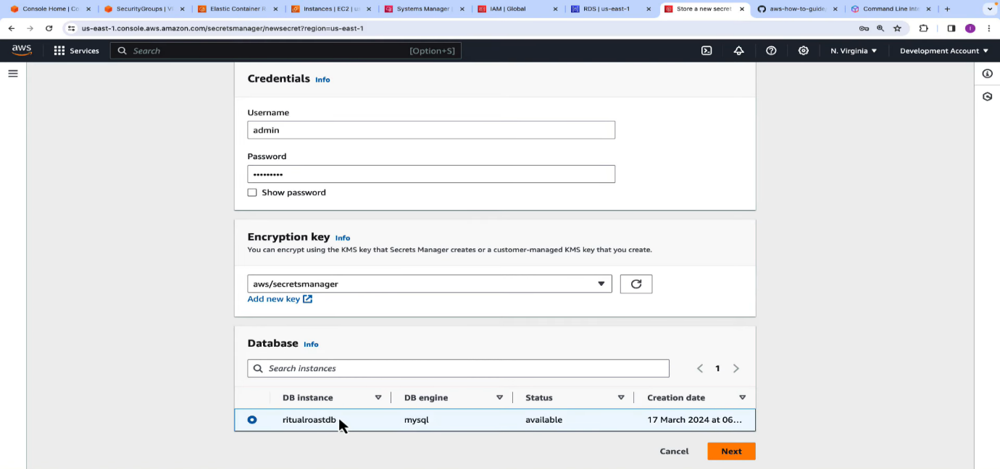 Console Home | Co
SecurityGroups | V
Elastic Container R
Instances | EC2 | us
Systems Manager
IAM | Global
RDS | us-east-1
Store a new secret
aws-how-to-guide
Command Line Inte
us-east-1.console.aws.amazon.com/secretsmanager/newsecret?region=us-east-1
aws
Services
Search
[Option+S]
N. Virginia
Development Account
Credentials Info
Username
admin
Password
•••••••••
Show password
Encryption key Info
You can encrypt using the KMS key that Secrets Manager creates or a customer-managed KMS key that you create.
aws/secretsmanager
Add new key
Database Info
Search instances
1
DB instance DB engine Status Creation date
ritualroastdb mysql available 17 March 2024 at 06...
Cancel Next